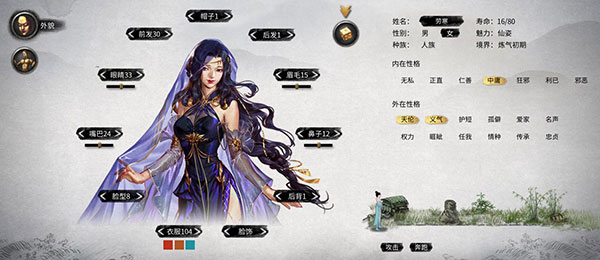 外貌
帽子1
前发30
后发1
眼睛33
眉毛15
嘴巴24
鼻子12
脸型8
后背1
衣服104
脸饰
姓名： 劳寒 寿命：16/80
性别： 男 女 魅力：仙姿
种族： 人族 境界：炼气初期
内在性格
无私 正直 仁善 中庸 狂邪 利己 邪恶
外在性格
天伦 义气 护短 孤僻 爱家 名声
权力 睚眦 任我 情种 传承 忠贞
攻击 奔跑